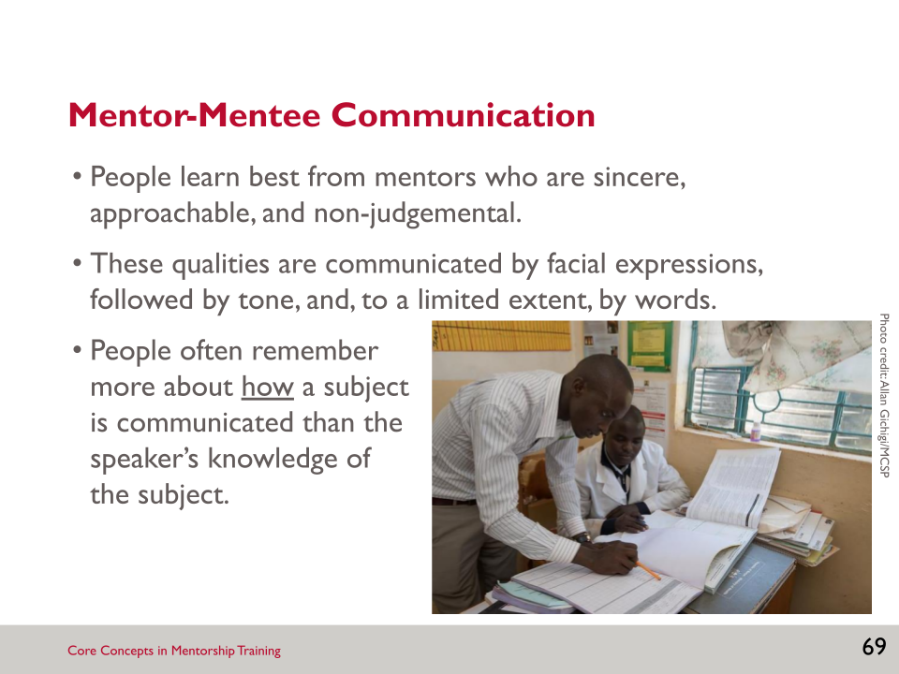 Mentor-Mentee Communication
• People learn best from mentors who are sincere,
approachable, and non-judgemental.
• These qualities are communicated by facial expressions,
followed by tone, and, to a limited extent, by words.
• People often remember
more about how a subject
is communicated than the
speaker’s knowledge of
the subject.
Photo credit: Allan Gichigi/MCSP
Core Concepts in Mentorship Training
69